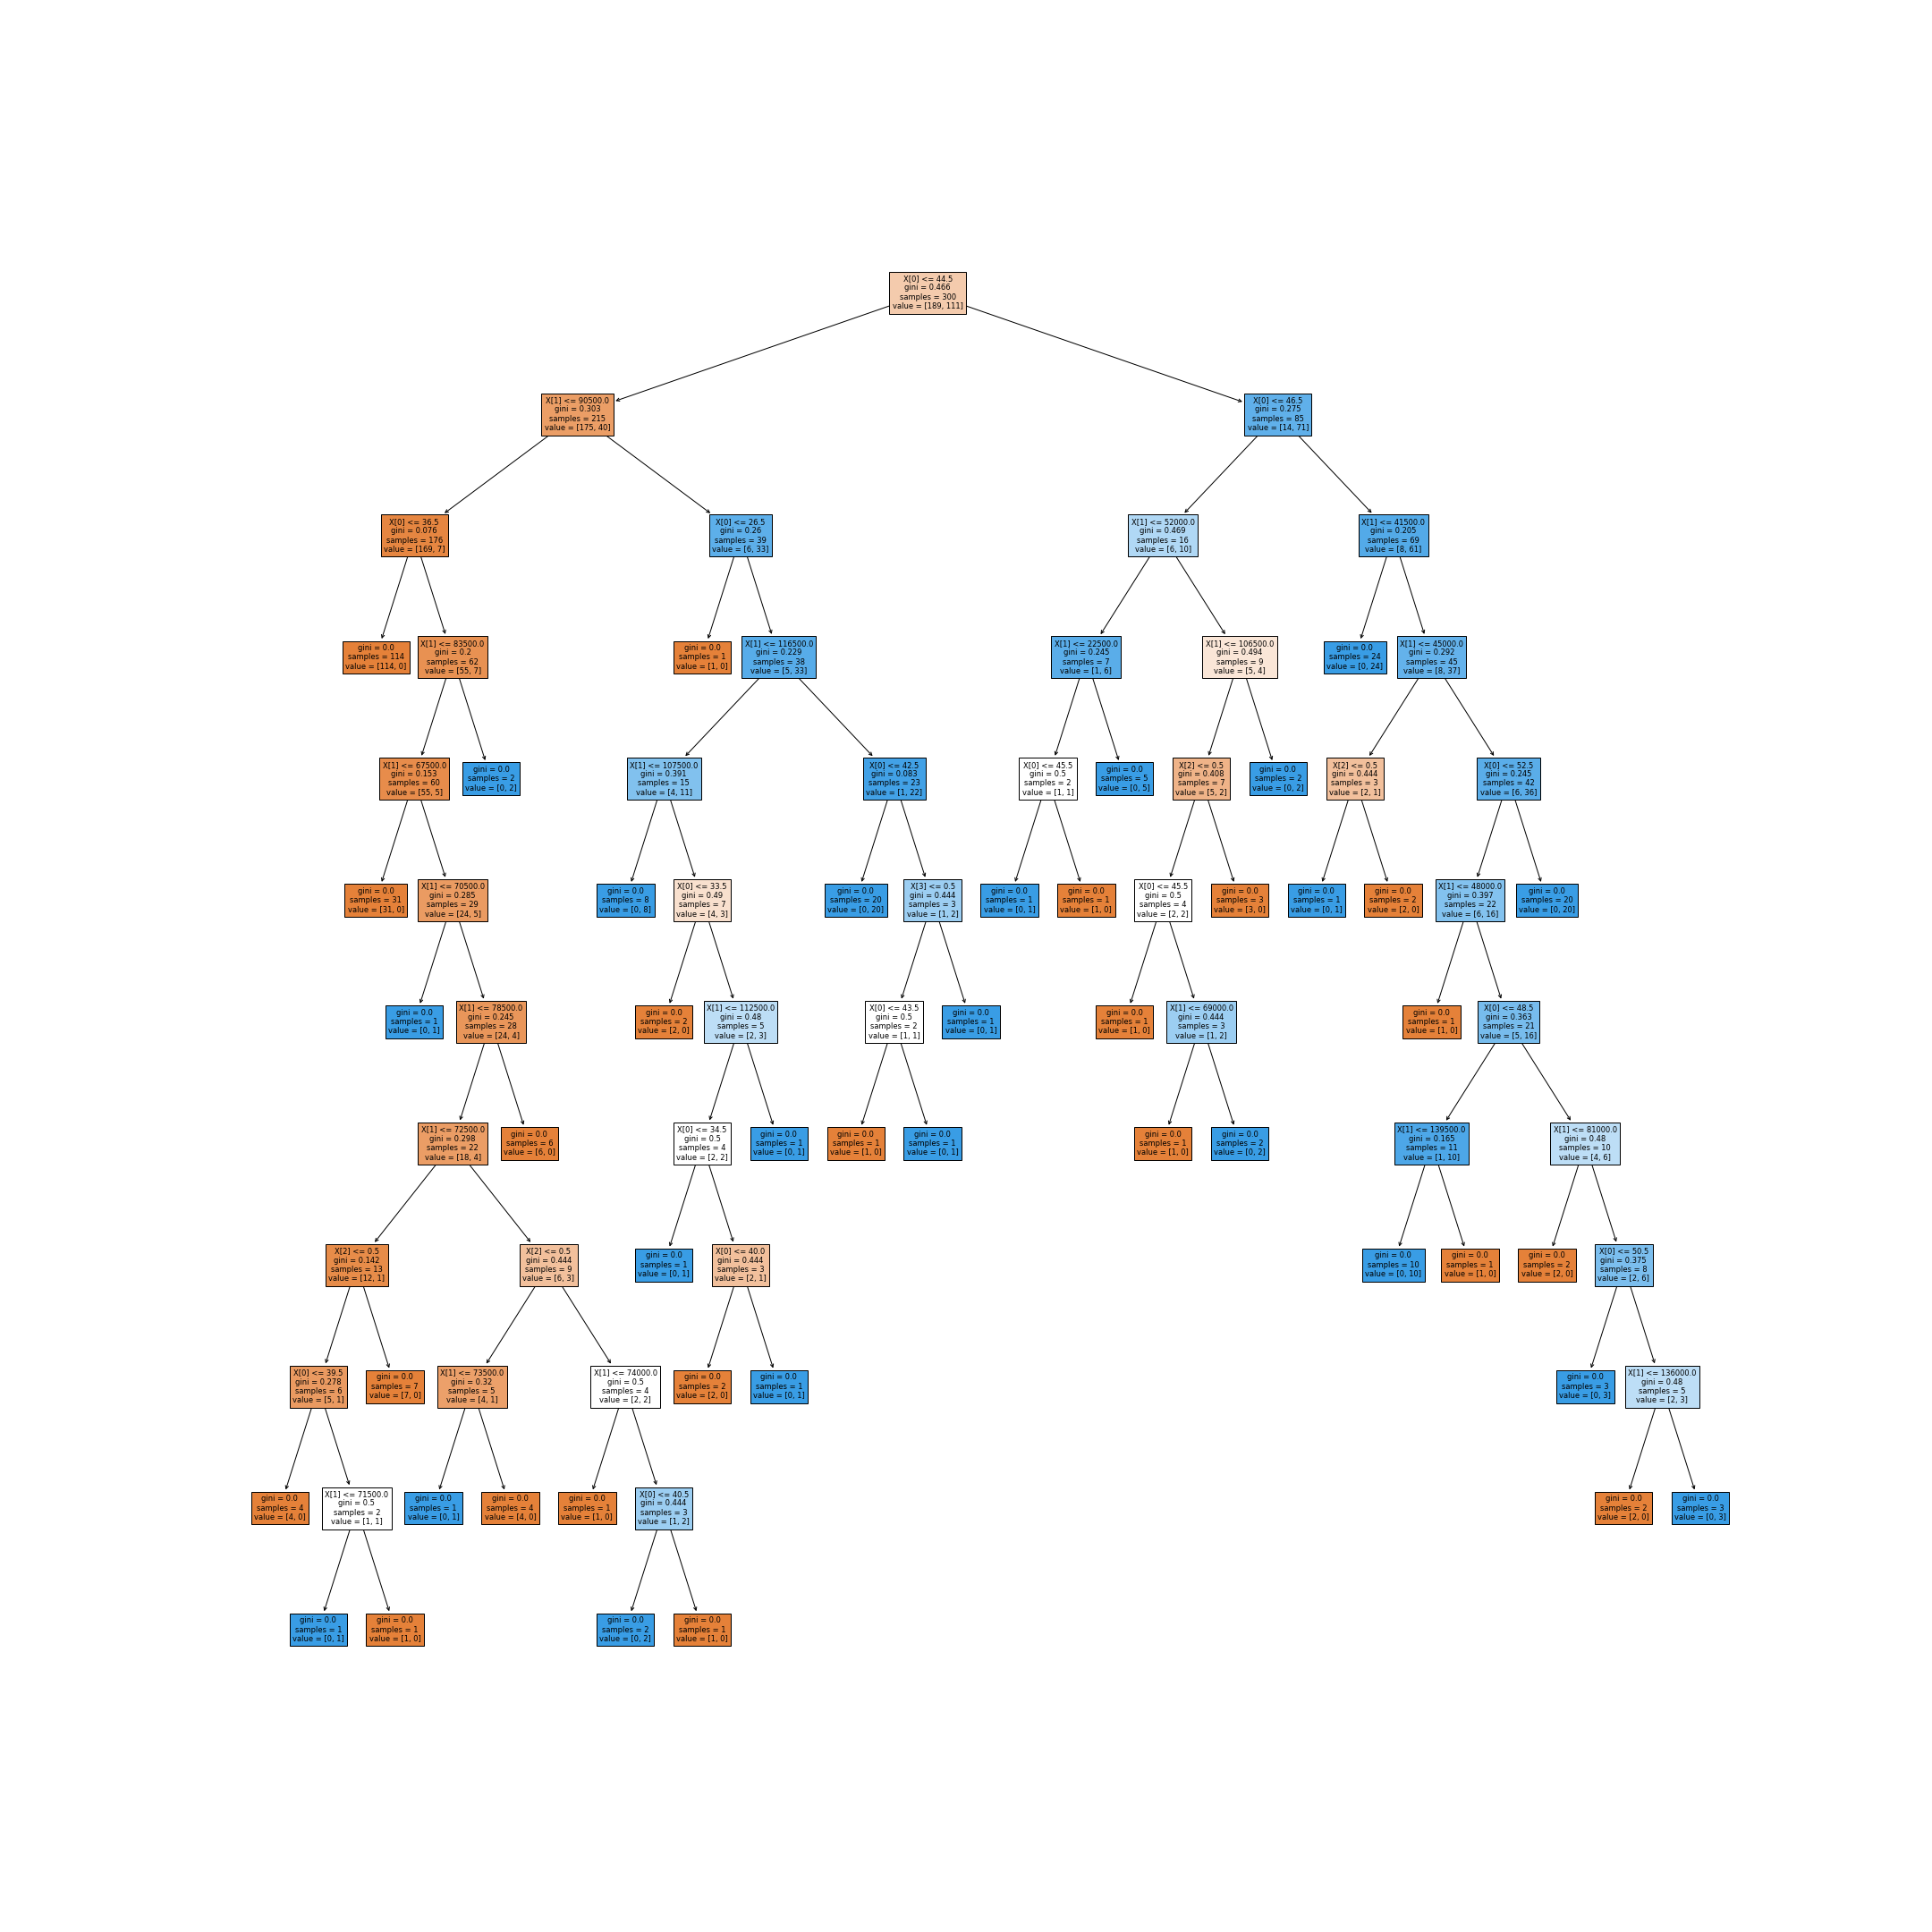 X[0] <= 44.5
gini = 0.466
samples = 300
value = [189, 111]
X[1] <= 90500.0
gini = 0.303
samples = 215
value = [175, 40]
X[0] <= 46.5
gini = 0.275
samples = 85
value = [14, 71]
X[0] <= 36.5
gini = 0.076
samples = 176
value = [169, 7]
X[0] <= 26.5
gini = 0.26
samples = 39
value = [6, 33]
X[1] <= 52000.0
gini = 0.469
samples = 16
value = [6, 10]
X[1] <= 41500.0
gini = 0.205
samples = 69
value = [8, 61]
gini = 0.0
samples = 114
value = [114, 0]
X[1] <= 83500.0
gini = 0.2
samples = 62
value = [55, 7]
gini = 0.0
samples = 1
value = [1, 0]
X[1] <= 116500.0
gini = 0.229
samples = 38
value = [5, 33]
X[1] <= 22500.0
gini = 0.245
samples = 7
value = [1, 6]
X[1] <= 106500.0
gini = 0.494
samples = 9
value = [5, 4]
gini = 0.0
samples = 24
value = [0, 24]
X[1] <= 45000.0
gini = 0.292
samples = 45
value = [8, 37]
X[1] <= 67500.0
gini = 0.153
samples = 60
value = [55, 5]
gini = 0.0
samples = 2
value = [0, 2]
X[1] <= 107500.0
gini = 0.391
samples = 15
value = [4, 11]
X[0] <= 42.5
gini = 0.083
samples = 23
value = [1, 22]
X[0] <= 45.5
gini = 0.5
samples = 2
value = [1, 1]
gini = 0.0
samples = 5
value = [0, 5]
X[2] <= 0.5
gini = 0.408
samples = 7
value = [5, 2]
gini = 0.0
samples = 2
value = [0, 2]
X[2] <= 0.5
gini = 0.444
samples = 3
value = [2, 1]
X[0] <= 52.5
gini = 0.245
samples = 42
value = [6, 36]
gini = 0.0
samples = 31
value = [31, 0]
X[1] <= 70500.0
gini = 0.285
samples = 29
value = [24, 5]
gini = 0.0
samples = 8
value = [0, 8]
X[0] <= 33.5
gini = 0.49
samples = 7
value = [4, 3]
gini = 0.0
samples = 20
value = [0, 20]
X[3] <= 0.5
gini = 0.444
samples = 3
value = [1, 2]
gini = 0.0
samples = 1
value = [0, 1]
gini = 0.0
samples = 1
value = [1, 0]
X[0] <= 45.5
gini = 0.5
samples = 4
value = [2, 2]
gini = 0.0
samples = 3
value = [3, 0]
gini = 0.0
samples = 1
value = [0, 1]
gini = 0.0
samples = 2
value = [2, 0]
X[1] <= 48000.0
gini = 0.397
samples = 22
value = [6, 16]
gini = 0.0
samples = 20
value = [0, 20]
gini = 0.0
samples = 1
value = [0, 1]
X[1] <= 78500.0
gini = 0.245
samples = 28
value = [24, 4]
gini = 0.0
samples = 2
value = [2, 0]
X[1] <= 112500.0
gini = 0.48
samples = 5
value = [2, 3]
X[0] <= 43.5
gini = 0.5
samples = 2
value = [1, 1]
gini = 0.0
samples = 1
value = [0, 1]
gini = 0.0
samples = 1
value = [1, 0]
X[1] <= 69000.0
gini = 0.444
samples = 3
value = [1, 2]
gini = 0.0
samples = 1
value = [1, 0]
X[0] <= 48.5
gini = 0.363
samples = 21
value = [5, 16]
X[1] <= 72500.0
gini = 0.298
samples = 22
value = [18, 4]
gini = 0.0
samples = 6
value = [6, 0]
X[0] <= 34.5
gini = 0.5
samples = 4
value = [2, 2]
gini = 0.0
samples = 1
value = [0, 1]
gini = 0.0
samples = 1
value = [1, 0]
gini = 0.0
samples = 1
value = [0, 1]
gini = 0.0
samples = 1
value = [1, 0]
gini = 0.0
samples = 2
value = [0, 2]
X[1] <= 139500.0
gini = 0.165
samples = 11
value = [1, 10]
X[1] <= 81000.0
gini = 0.48
samples = 10
value = [4, 6]
X[2] <= 0.5
gini = 0.142
samples = 13
value = [12, 1]
X[2] <= 0.5
gini = 0.444
samples = 9
value = [6, 3]
gini = 0.0
samples = 1
value = [0, 1]
X[0] <= 40.0
gini = 0.444
samples = 3
value = [2, 1]
gini = 0.0
samples = 10
value = [0, 10]
gini = 0.0
samples = 1
value = [1, 0]
gini = 0.0
samples = 2
value = [2, 0]
X[0] <= 50.5
gini = 0.375
samples = 8
value = [2, 6]
X[0] <= 39.5
gini = 0.278
samples = 6
value = [5, 1]
gini = 0.0
samples = 7
value = [7, 0]
X[1] <= 73500.0
gini = 0.32
samples = 5
value = [4, 1]
X[1] <= 74000.0
gini = 0.5
samples = 4
value = [2, 2]
gini = 0.0
samples = 2
value = [2, 0]
gini = 0.0
samples = 1
value = [0, 1]
gini = 0.0
samples = 3
value = [0, 3]
X[1] <= 136000.0
gini = 0.48
samples = 5
value = [2, 3]
gini = 0.0
samples = 4
value = [4, 0]
X[1] <= 71500.0
gini = 0.5
samples = 2
value = [1, 1]
gini = 0.0
samples = 1
value = [0, 1]
gini = 0.0
samples = 4
value = [4, 0]
gini = 0.0
samples = 1
value = [1, 0]
X[0] <= 40.5
gini = 0.444
samples = 3
value = [1, 2]
gini = 0.0
samples = 2
value = [2, 0]
gini = 0.0
samples = 3
value = [0, 3]
gini = 0.0
samples = 1
value = [0, 1]
gini = 0.0
samples = 1
value = [1, 0]
gini = 0.0
samples = 2
value = [0, 2]
gini = 0.0
samples = 1
value = [1, 0]